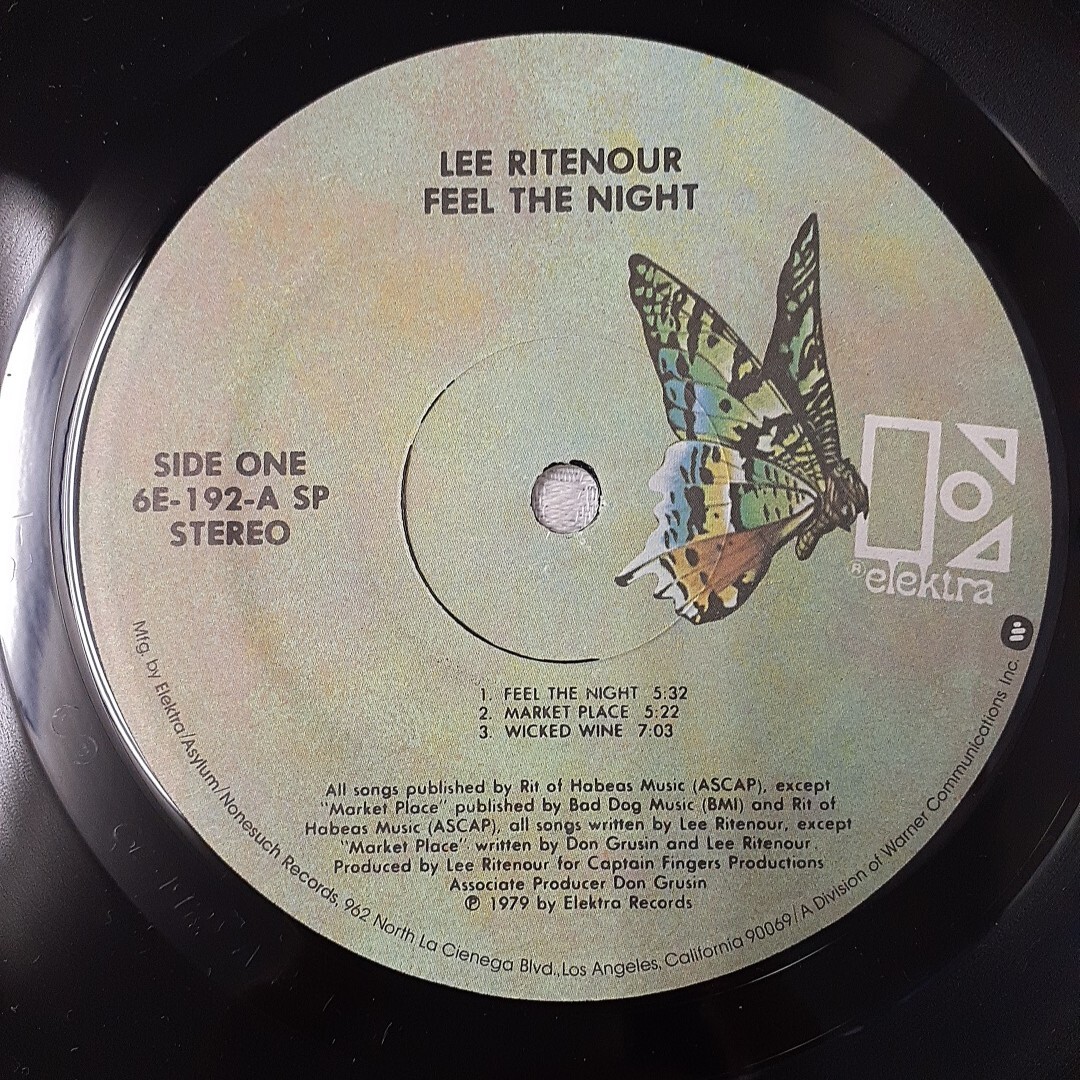 LEE RITENOUR
FEEL THE NIGHT
SIDE ONE
6E-192-A SP
STEREO
® elektra
1. FEEL THE NIGHT 5:32
2. MARKET PLACE 5:22
3. WICKED WINE 7:03
All songs published by Rit of Habeas Music (ASCAP), except
"Market Place" published by Bad Dog Music (BMI) and Rit of
Habeas Music (ASCAP), all songs written by Lee Ritenour, except
"Market Place" written by Don Grusin and Lee Ritenour.
Produced by Lee Ritenour for Captain Fingers Productions
Associate Producer Don Grusin
℗ 1979 by Elektra Records
Mfg. by Elektra/Asylum/Nonesuch Records, 962 North La Cienega Blvd., Los Angeles, California 90069/A Division of Warner Communications Inc.